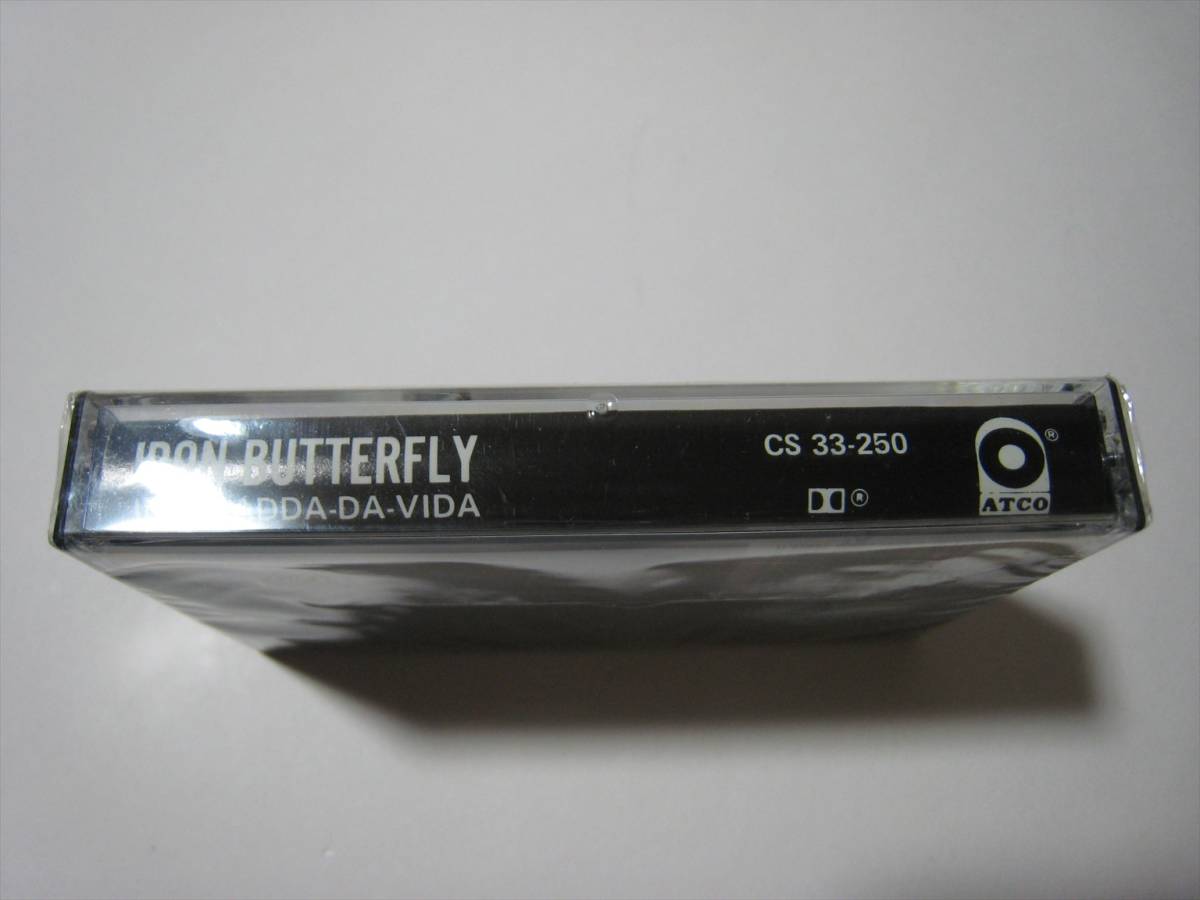 IRON BUTTERFLY
DDA-DA-VIDA
CS 33-250
®
ATCO
®